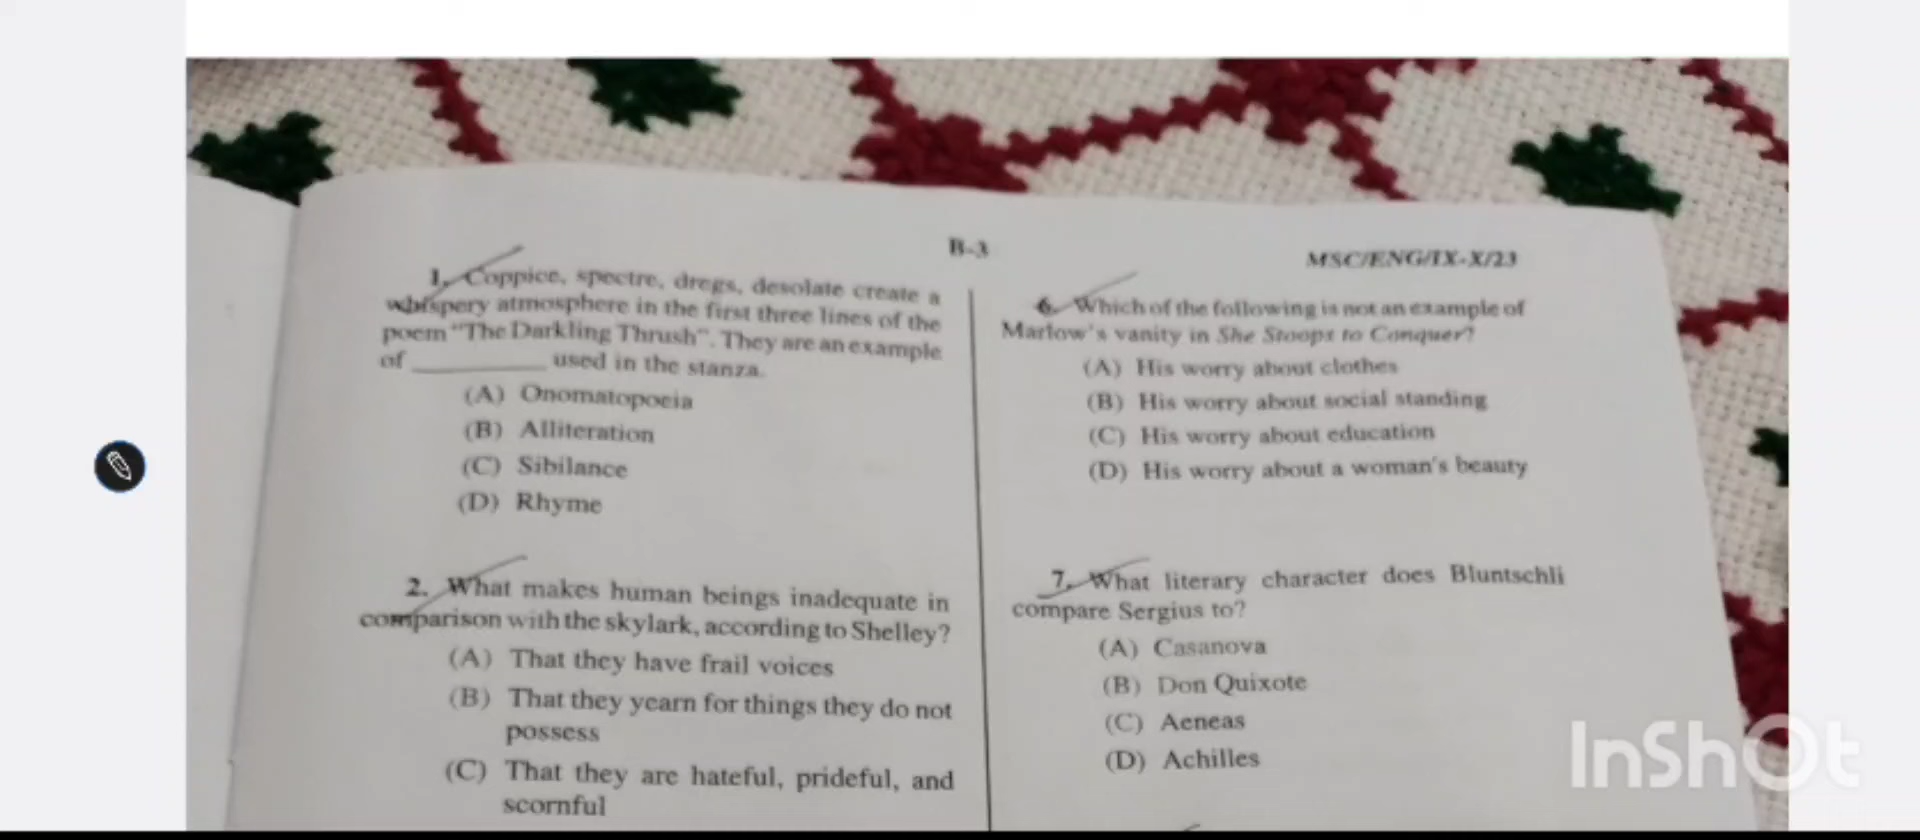 B-3
MSC/ENG/IX-X/23
1. Coppice, spectre, dregs, desolate create a
whispery atmosphere in the first three lines of the
poem "The Darkling Thrush". They are an example
of __________ used in the stanza.
(A) Onomatopoeia
(B) Alliteration
(C) Sibilance
(D) Rhyme
2. What makes human beings inadequate in
comparison with the skylark, according to Shelley?
(A) That they have frail voices
(B) That they yearn for things they do not
possess
(C) That they are hateful, prideful, and
scornful
6. Which of the following is not an example of
Marlow's vanity in She Stoops to Conquer?
(A) His worry about clothes
(B) His worry about social standing
(C) His worry about education
(D) His worry about a woman's beauty
7. What literary character does Bluntschli
compare Sergius to?
(A) Casanova
(B) Don Quixote
(C) Aeneas
(D) Achilles
InShOt